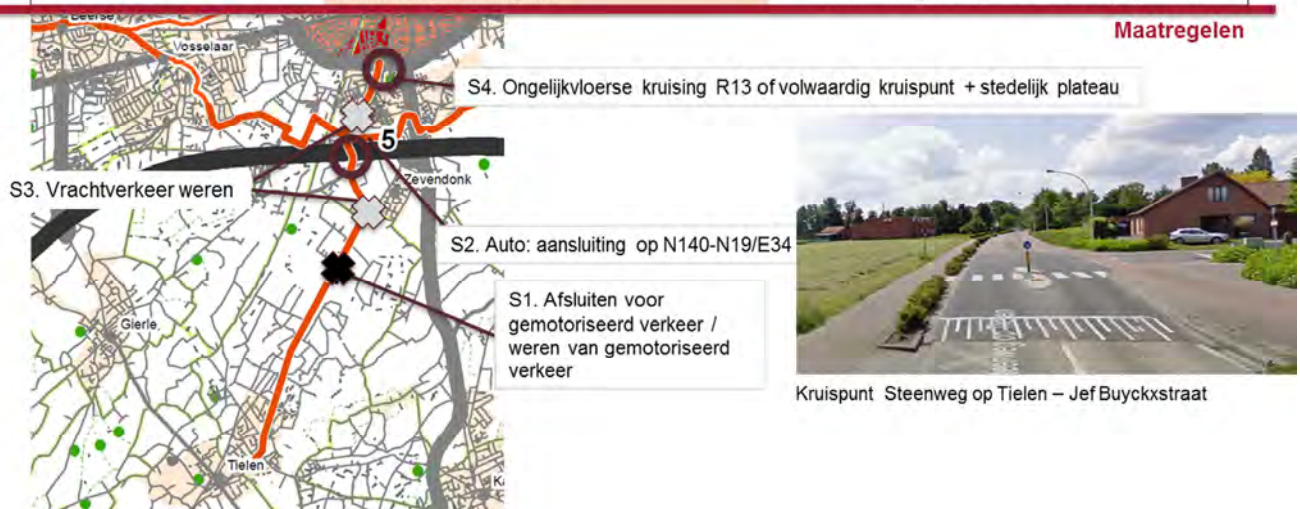 Maatregelen
Beerse
Vosselaar
S4. Ongelijkvloerse kruising R13 of volwaardig kruispunt + stedelijk plateau
5
Zevendonk
S3. Vrachtverkeer weren
S2. Auto: aansluiting op N140-N19/E34
S1. Afsluiten voor
gemotoriseerd verkeer /
weren van gemotoriseerd
verkeer
Gierle
Tielen
Kruispunt Steenweg op Tielen – Jef Buyckxstraat